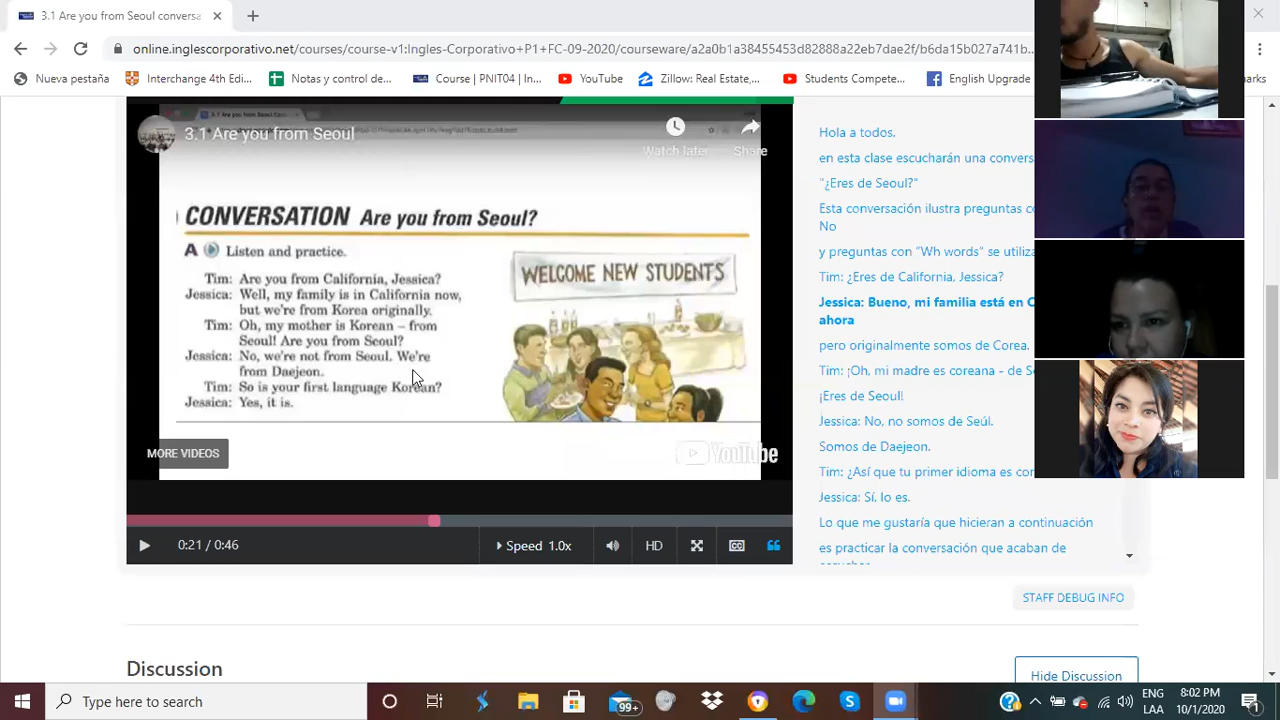 3.1 Are you from Seoul conversa
online.inglescorporativo.net/courses/course-v1:Ingles-Corporativo+P1+FC-09-2020/courseware/a2a0b1a38455453d82888a22eb7dae2f/b6da15b027a741b...
Nueva pestaña
Interchange 4th Edi...
Notas y control de...
Course | PNIT04 | In...
YouTube
Zillow: Real Estate,...
Students Compete...
English Upgrade
3.1 Are you from Seoul
Watch later
Share
CONVERSATION Are you from Seoul?
A Listen and practice.
Tim: Are you from California, Jessica?
Jessica: Well, my family is in California now,
but we're from Korea originally.
Tim: Oh, my mother is Korean – from
Seoul! Are you from Seoul?
Jessica: No, we're not from Seoul. We're
from Daejeon.
Tim: So is your first language Korean?
Jessica: Yes, it is.
WELCOME NEW STUDENTS
MORE VIDEOS
YouTube
0:21 / 0:46
Speed 1.0x
HD
Hola a todos,
en esta clase escucharán una convers
"¿Eres de Seoul?"
Esta conversación ilustra preguntas c
No
y preguntas con "Wh words" se utiliz
Tim: ¿Eres de California, Jessica?
Jessica: Bueno, mi familia está en C
ahora
pero originalmente somos de Corea.
Tim: ¡Oh, mi madre es coreana - de S
¡Eres de Seoul!
Jessica: No, no somos de Seúl.
Somos de Daejeon.
Tim: ¿Así que tu primer idioma es co
Jessica: Sí, lo es.
Lo que me gustaría que hicieran a continuación
es practicar la conversación que acaban de
STAFF DEBUG INFO
Discussion
Hide Discussion
Type here to search
99+
ENG
LAA
8:02 PM
10/1/2020
1